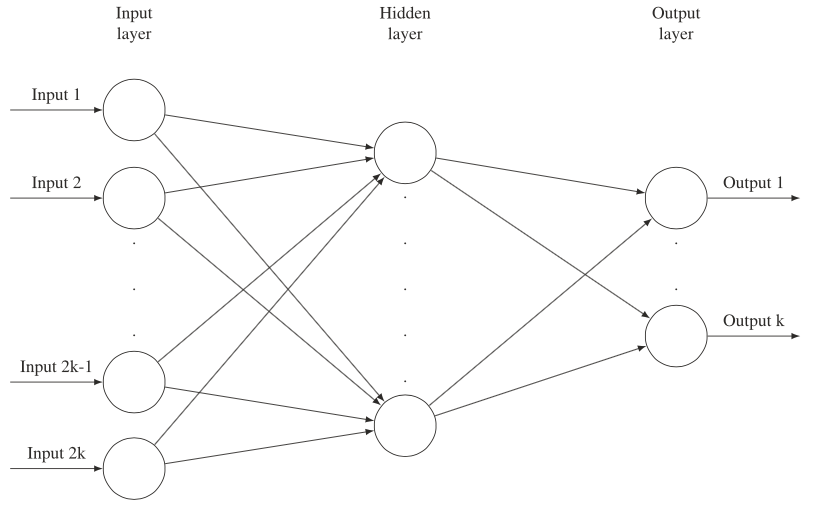 Input
layer
Hidden
layer
Output
layer
Input 1
Input 2
Output 1
Output k
Input 2k-1
Input 2k